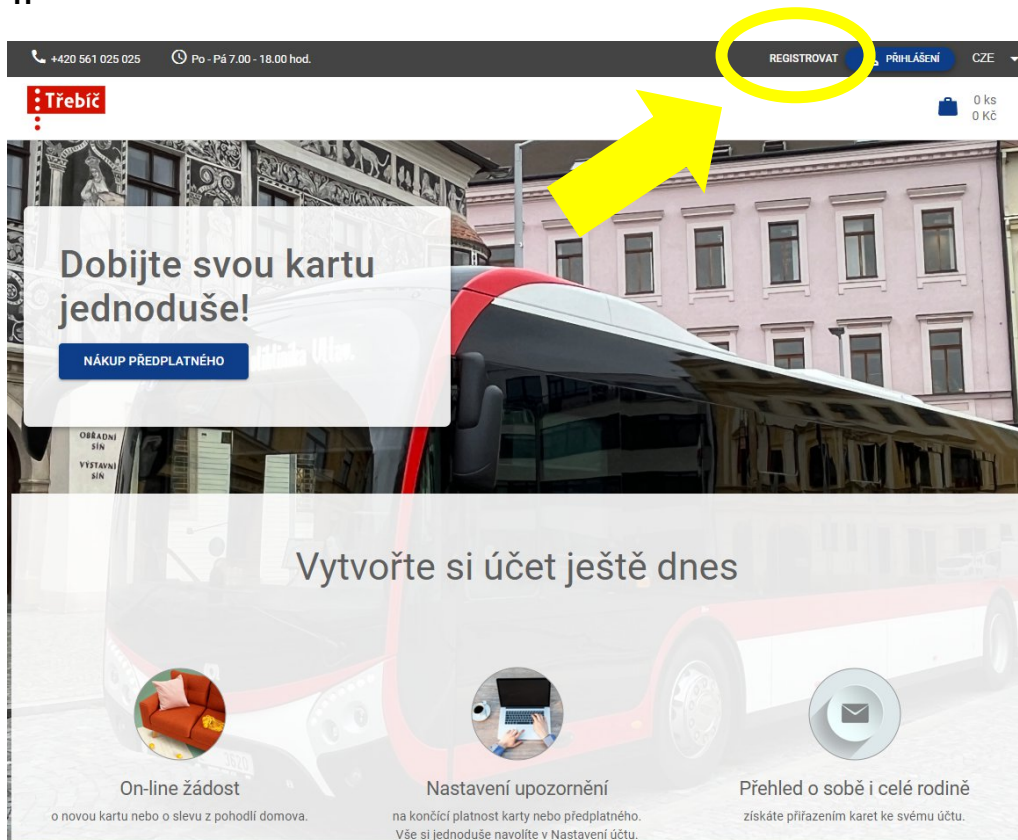 +420 561 025 025 Po - Pá 7.00 - 18.00 hod. REGISTROVAT PŘIHLÁŠENÍ CZE
Třebíč
0 ks
0 Kč
Dobijte svou kartu
jednoduše!
NÁKUP PŘEDPLATNÉHO
OBŘADNÍ
SÍŇ
VÝSTAVNÍ
SÍŇ
Vytvořte si účet ještě dnes
On-line žádost
o novou kartu nebo o slevu z pohodlí domova.
Nastavení upozornění
na končící platnost karty nebo předplatného.
Vše si jednoduše navolíte v Nastavení účtu.
Přehled o sobě i celé rodině
získáte přiřazením karet ke svému účtu.